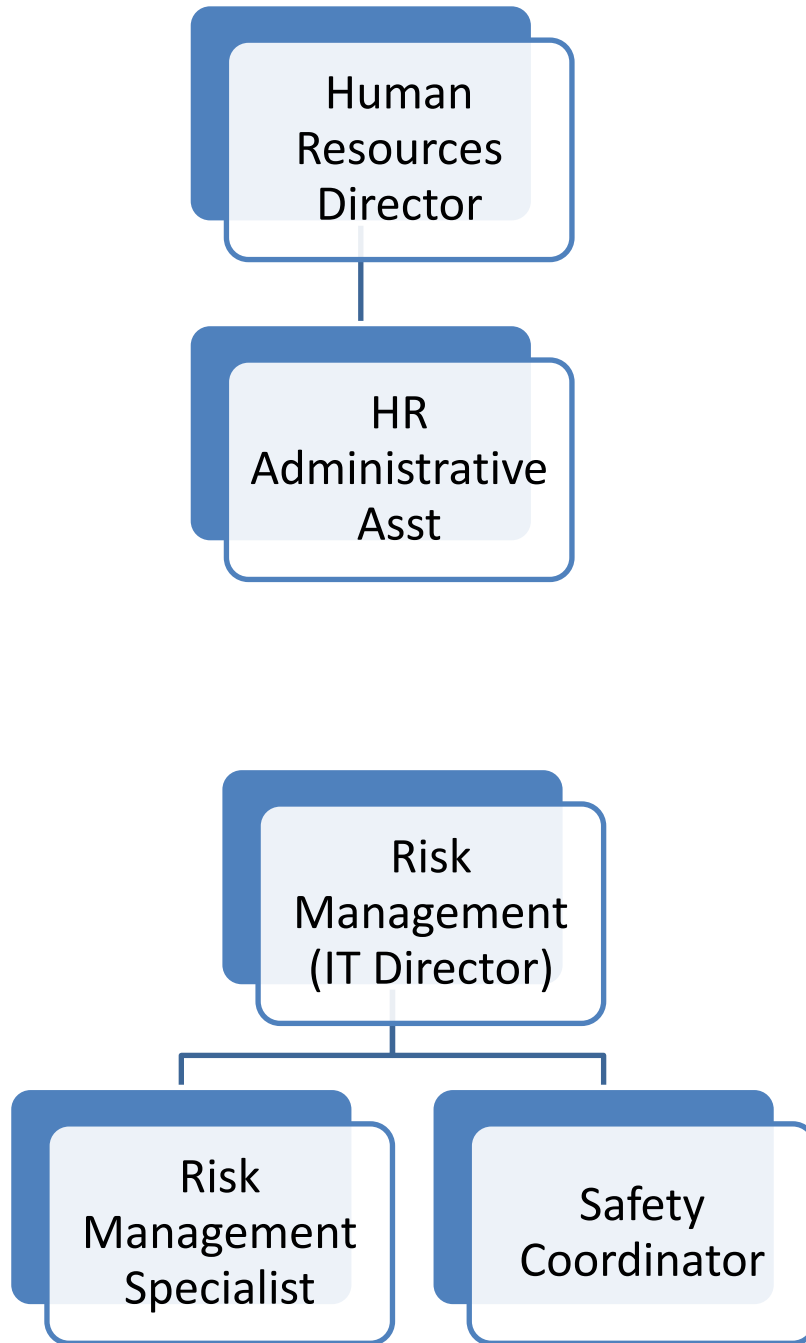 Human
Resources
Director
HR
Administrative
Asst
Risk
Management
(IT Director)
Risk
Management
Specialist
Safety
Coordinator